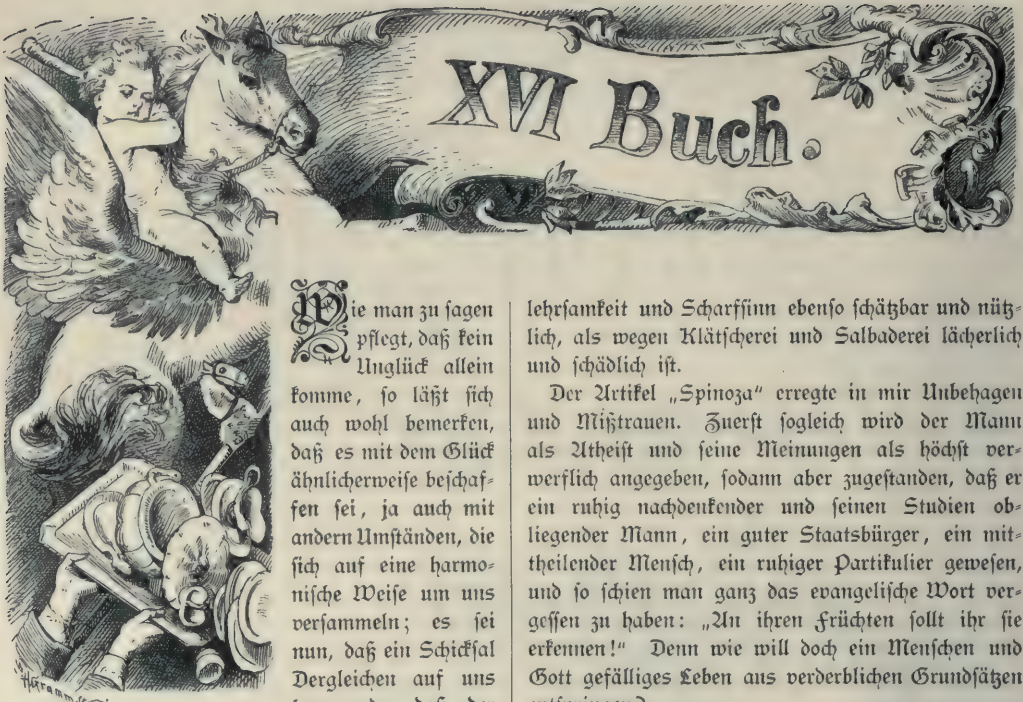 XVI Buch.
Wie man zu sagen
pflegt, daß kein
Unglück allein
komme, so läßt sich
auch wohl bemerken,
daß es mit dem Glück
ähnlicherweise beschaf-
fen sei, ja auch mit
andern Umständen, die
sich auf eine harmo-
nische Weise um uns
versammeln; es sei
nun, daß ein Schicksal
Dergleichen auf uns
lehrsamkeit und Scharfsinn ebenso schätzbar und nütz-
lich, als wegen Klätscherei und Salbaderei lächerlich
und schädlich ist.
Der Artikel „Spinoza“ erregte in mir Unbehagen
und Mißtrauen. Zuerst sogleich wird der Mann
als Atheist und seine Meinungen als höchst ver-
werflich angegeben, sodann aber zugestanden, daß er
ein ruhig nachdenkender und seinen Studien ob-
liegender Mann, ein guter Staatsbürger, ein mit-
theilender Mensch, ein ruhiger Partikulier gewesen,
und so schien man ganz das evangelische Wort ver-
gessen zu haben: „An ihren Früchten sollt ihr sie
erkennen!“ Denn wie will doch ein Menschen und
Gott gefälliges Leben aus verderblichen Grundsätzen